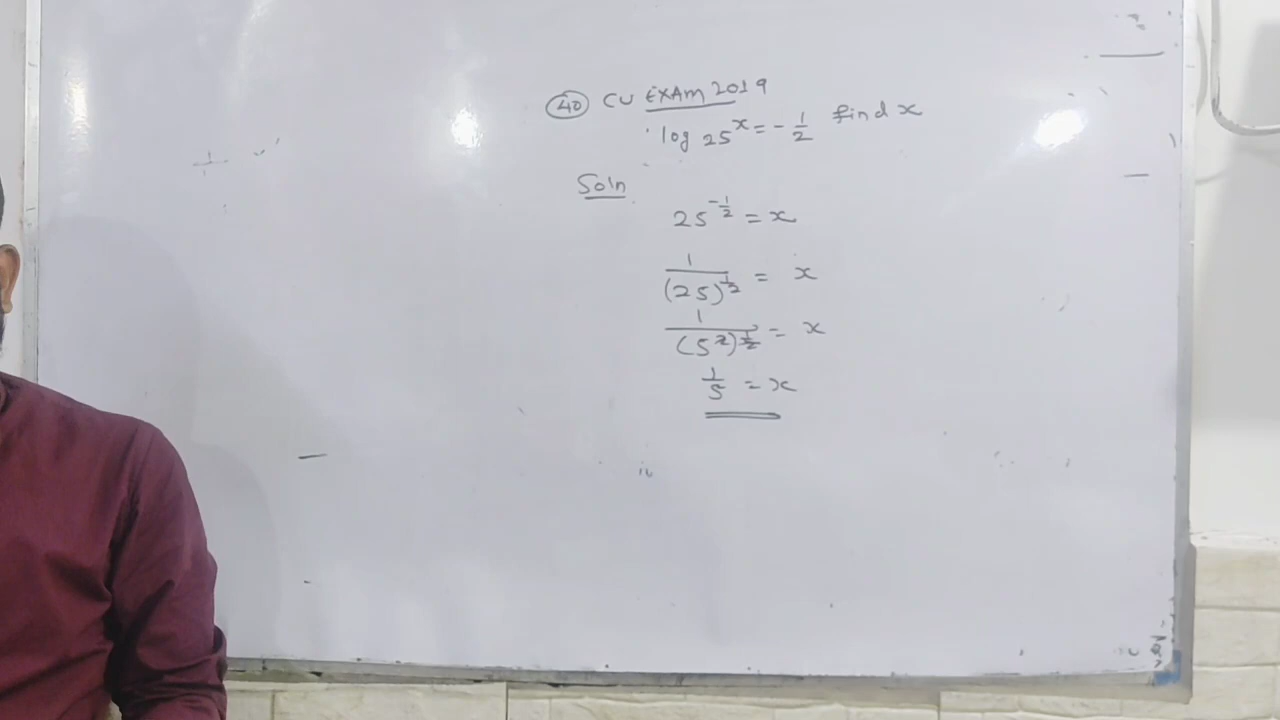 40 CU EXAM 2019
log 25^x = -1/2 find x
Soln
25^-1/2 = x
1/(25)^1/2 = x
1/(5^2)^1/2 = x
1/5 = x